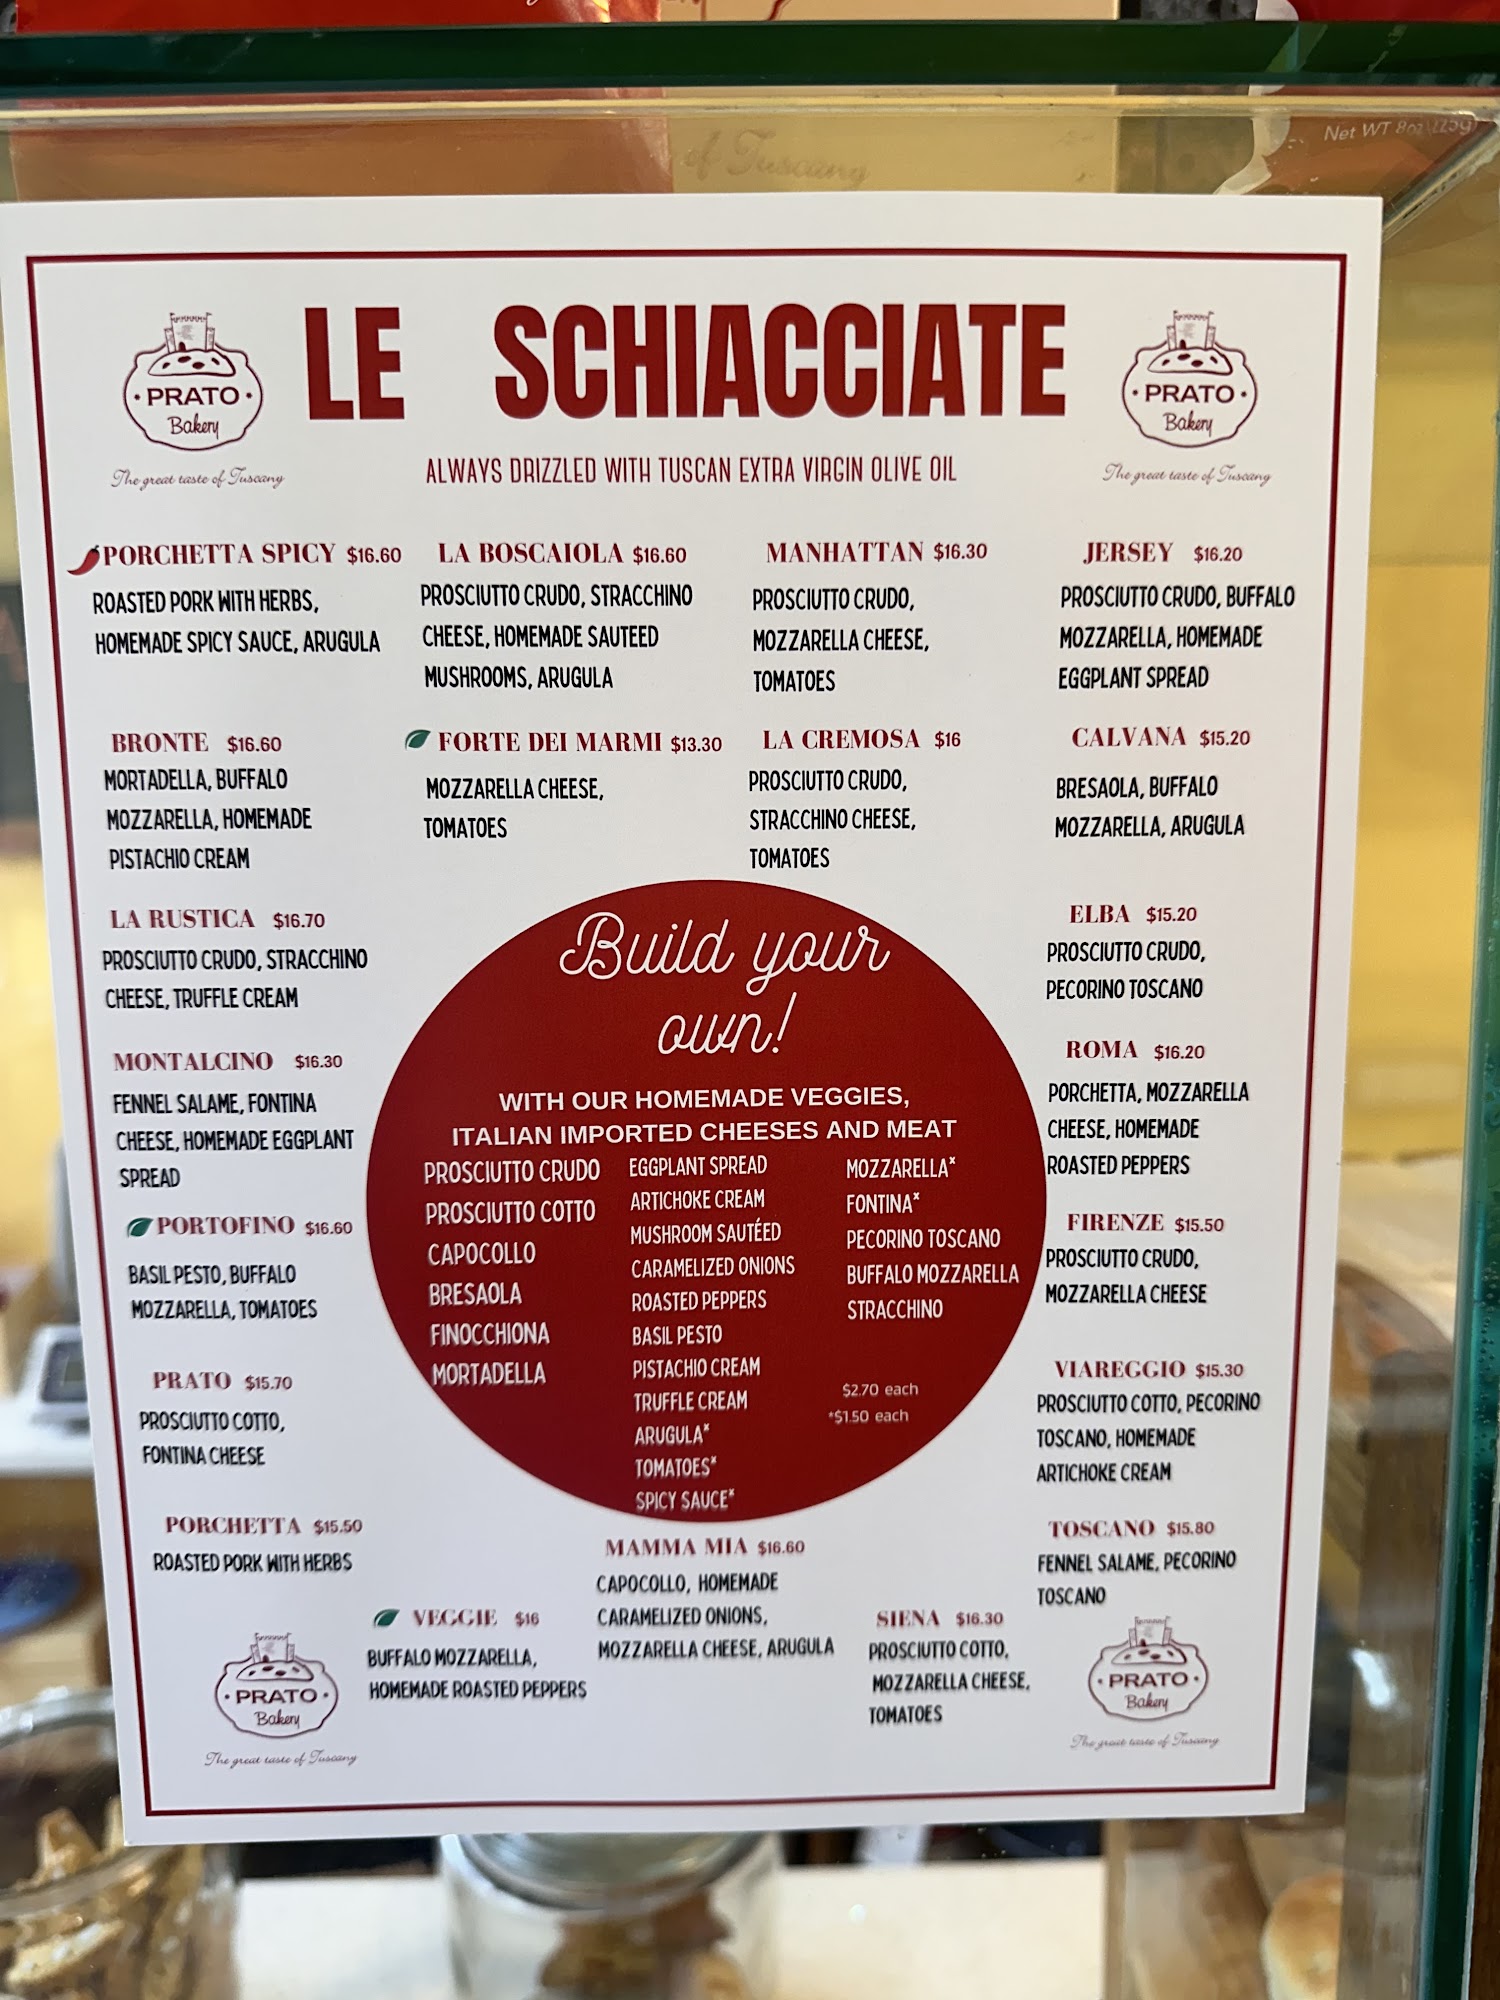 of Tuscany
Net WT 8oz (225g)
LE SCHIACCIATE
PRATO
Bakery
The great taste of Tuscany
PRATO
Bakery
The great taste of Tuscany
ALWAYS DRIZZLED WITH TUSCAN EXTRA VIRGIN OLIVE OIL
PORCHETTA SPICY $16.60
ROASTED PORK WITH HERBS,
HOMEMADE SPICY SAUCE, ARUGULA
LA BOSCAIOLA $16.60
PROSCIUTTO CRUDO, STRACCHINO
CHEESE, HOMEMADE SAUTEED
MUSHROOMS, ARUGULA
MANHATTAN $16.30
PROSCIUTTO CRUDO,
MOZZARELLA CHEESE,
TOMATOES
JERSEY $16.20
PROSCIUTTO CRUDO, BUFFALO
MOZZARELLA, HOMEMADE
EGGPLANT SPREAD
BRONTE $16.60
MORTADELLA, BUFFALO
MOZZARELLA, HOMEMADE
PISTACHIO CREAM
FORTE DEI MARMI $13.30
MOZZARELLA CHEESE,
TOMATOES
LA CREMOSA $16
PROSCIUTTO CRUDO,
STRACCHINO CHEESE,
TOMATOES
CALVANA $15.20
BRESAOLA, BUFFALO
MOZZARELLA, ARUGULA
LA RUSTICA $16.70
PROSCIUTTO CRUDO, STRACCHINO
CHEESE, TRUFFLE CREAM
MONTALCINO $16.30
FENNEL SALAME, FONTINA
CHEESE, HOMEMADE EGGPLANT
SPREAD
PORTOFINO $16.60
BASIL PESTO, BUFFALO
MOZZARELLA, TOMATOES
PRATO $15.70
PROSCIUTTO COTTO,
FONTINA CHEESE
PORCHETTA $15.50
ROASTED PORK WITH HERBS
Build your
own!
WITH OUR HOMEMADE VEGGIES,
ITALIAN IMPORTED CHEESES AND MEAT
PROSCIUTTO CRUDO
PROSCIUTTO COTTO
CAPOCOLLO
BRESAOLA
FINOCCHIONA
MORTADELLA
EGGPLANT SPREAD
ARTICHOKE CREAM
MUSHROOM SAUTÉED
CARAMELIZED ONIONS
ROASTED PEPPERS
BASIL PESTO
PISTACHIO CREAM
TRUFFLE CREAM
ARUGULA*
TOMATOES*
SPICY SAUCE*
MOZZARELLA*
FONTINA*
PECORINO TOSCANO
BUFFALO MOZZARELLA
STRACCHINO
$2.70 each
*$1.50 each
ELBA $15.20
PROSCIUTTO CRUDO,
PECORINO TOSCANO
ROMA $16.20
PORCHETTA, MOZZARELLA
CHEESE, HOMEMADE
ROASTED PEPPERS
FIRENZE $15.50
PROSCIUTTO CRUDO,
MOZZARELLA CHEESE
VIAREGGIO $15.30
PROSCIUTTO COTTO, PECORINO
TOSCANO, HOMEMADE
ARTICHOKE CREAM
TOSCANO $15.80
FENNEL SALAME, PECORINO
TOSCANO
VEGGIE $16
BUFFALO MOZZARELLA,
HOMEMADE ROASTED PEPPERS
MAMMA MIA $16.60
CAPOCOLLO, HOMEMADE
CARAMELIZED ONIONS,
MOZZARELLA CHEESE, ARUGULA
SIENA $16.30
PROSCIUTTO COTTO,
MOZZARELLA CHEESE,
TOMATOES
PRATO
Bakery
The great taste of Tuscany
PRATO
Bakery
The great taste of Tuscany